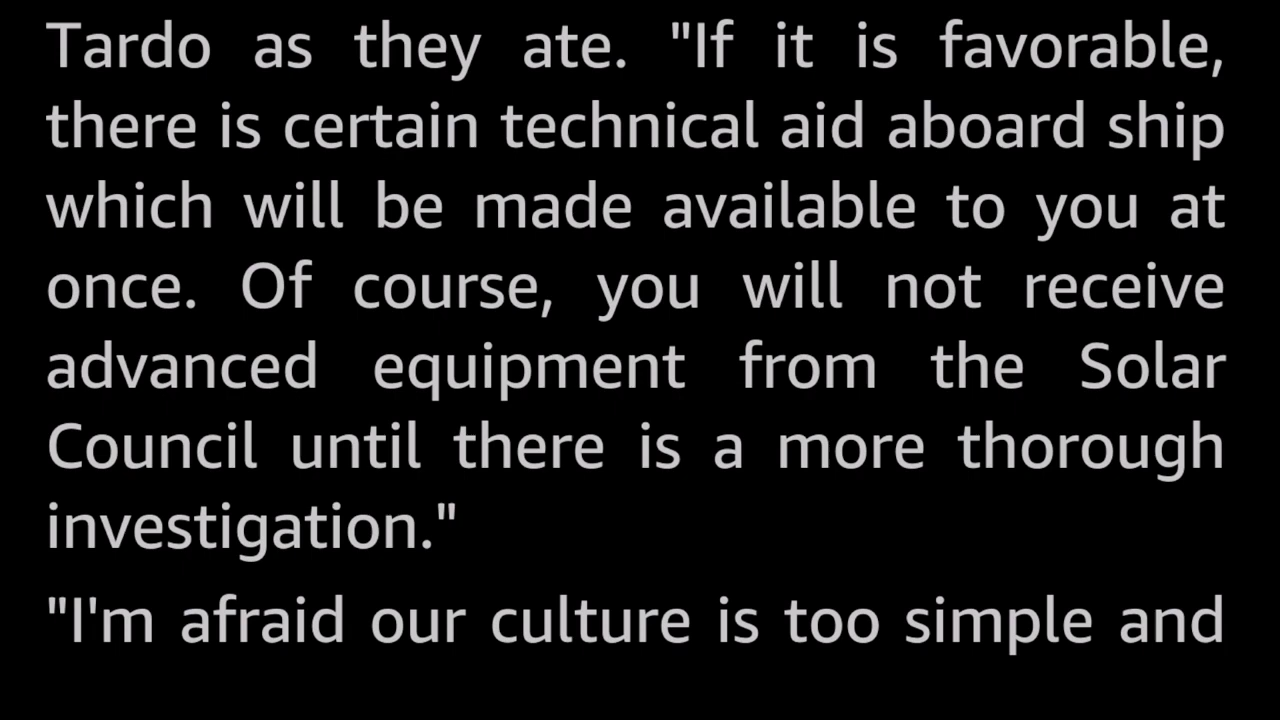 Tardo as they ate. "If it is favorable,
there is certain technical aid aboard ship
which will be made available to you at
once. Of course, you will not receive
advanced equipment from the Solar
Council until there is a more thorough
investigation."
"I'm afraid our culture is too simple and